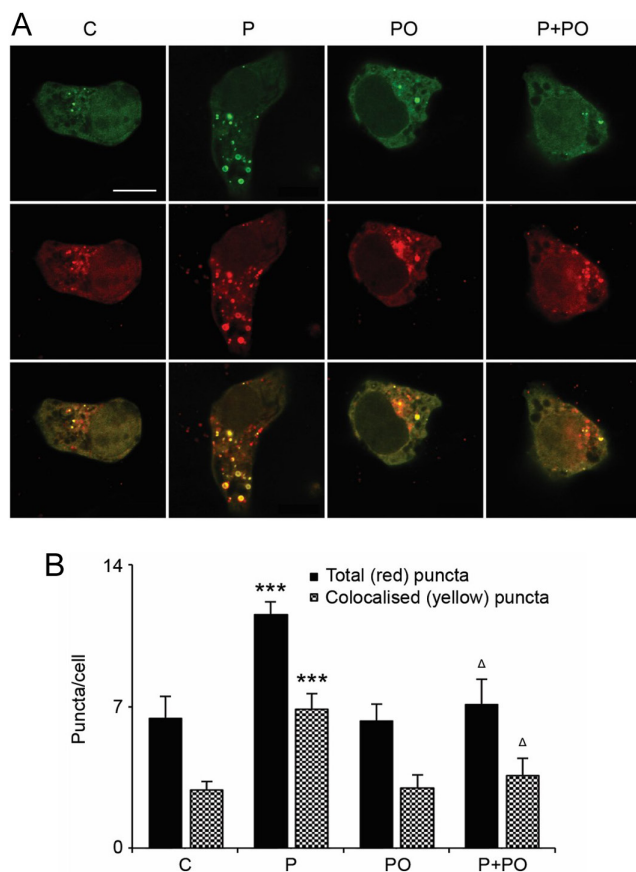 A
C P PO P+PO
B
14
Total (red) puncta
Colocalised (yellow) puncta
***
***
Δ
Δ
Puncta/cell
7
0
C P PO P+PO